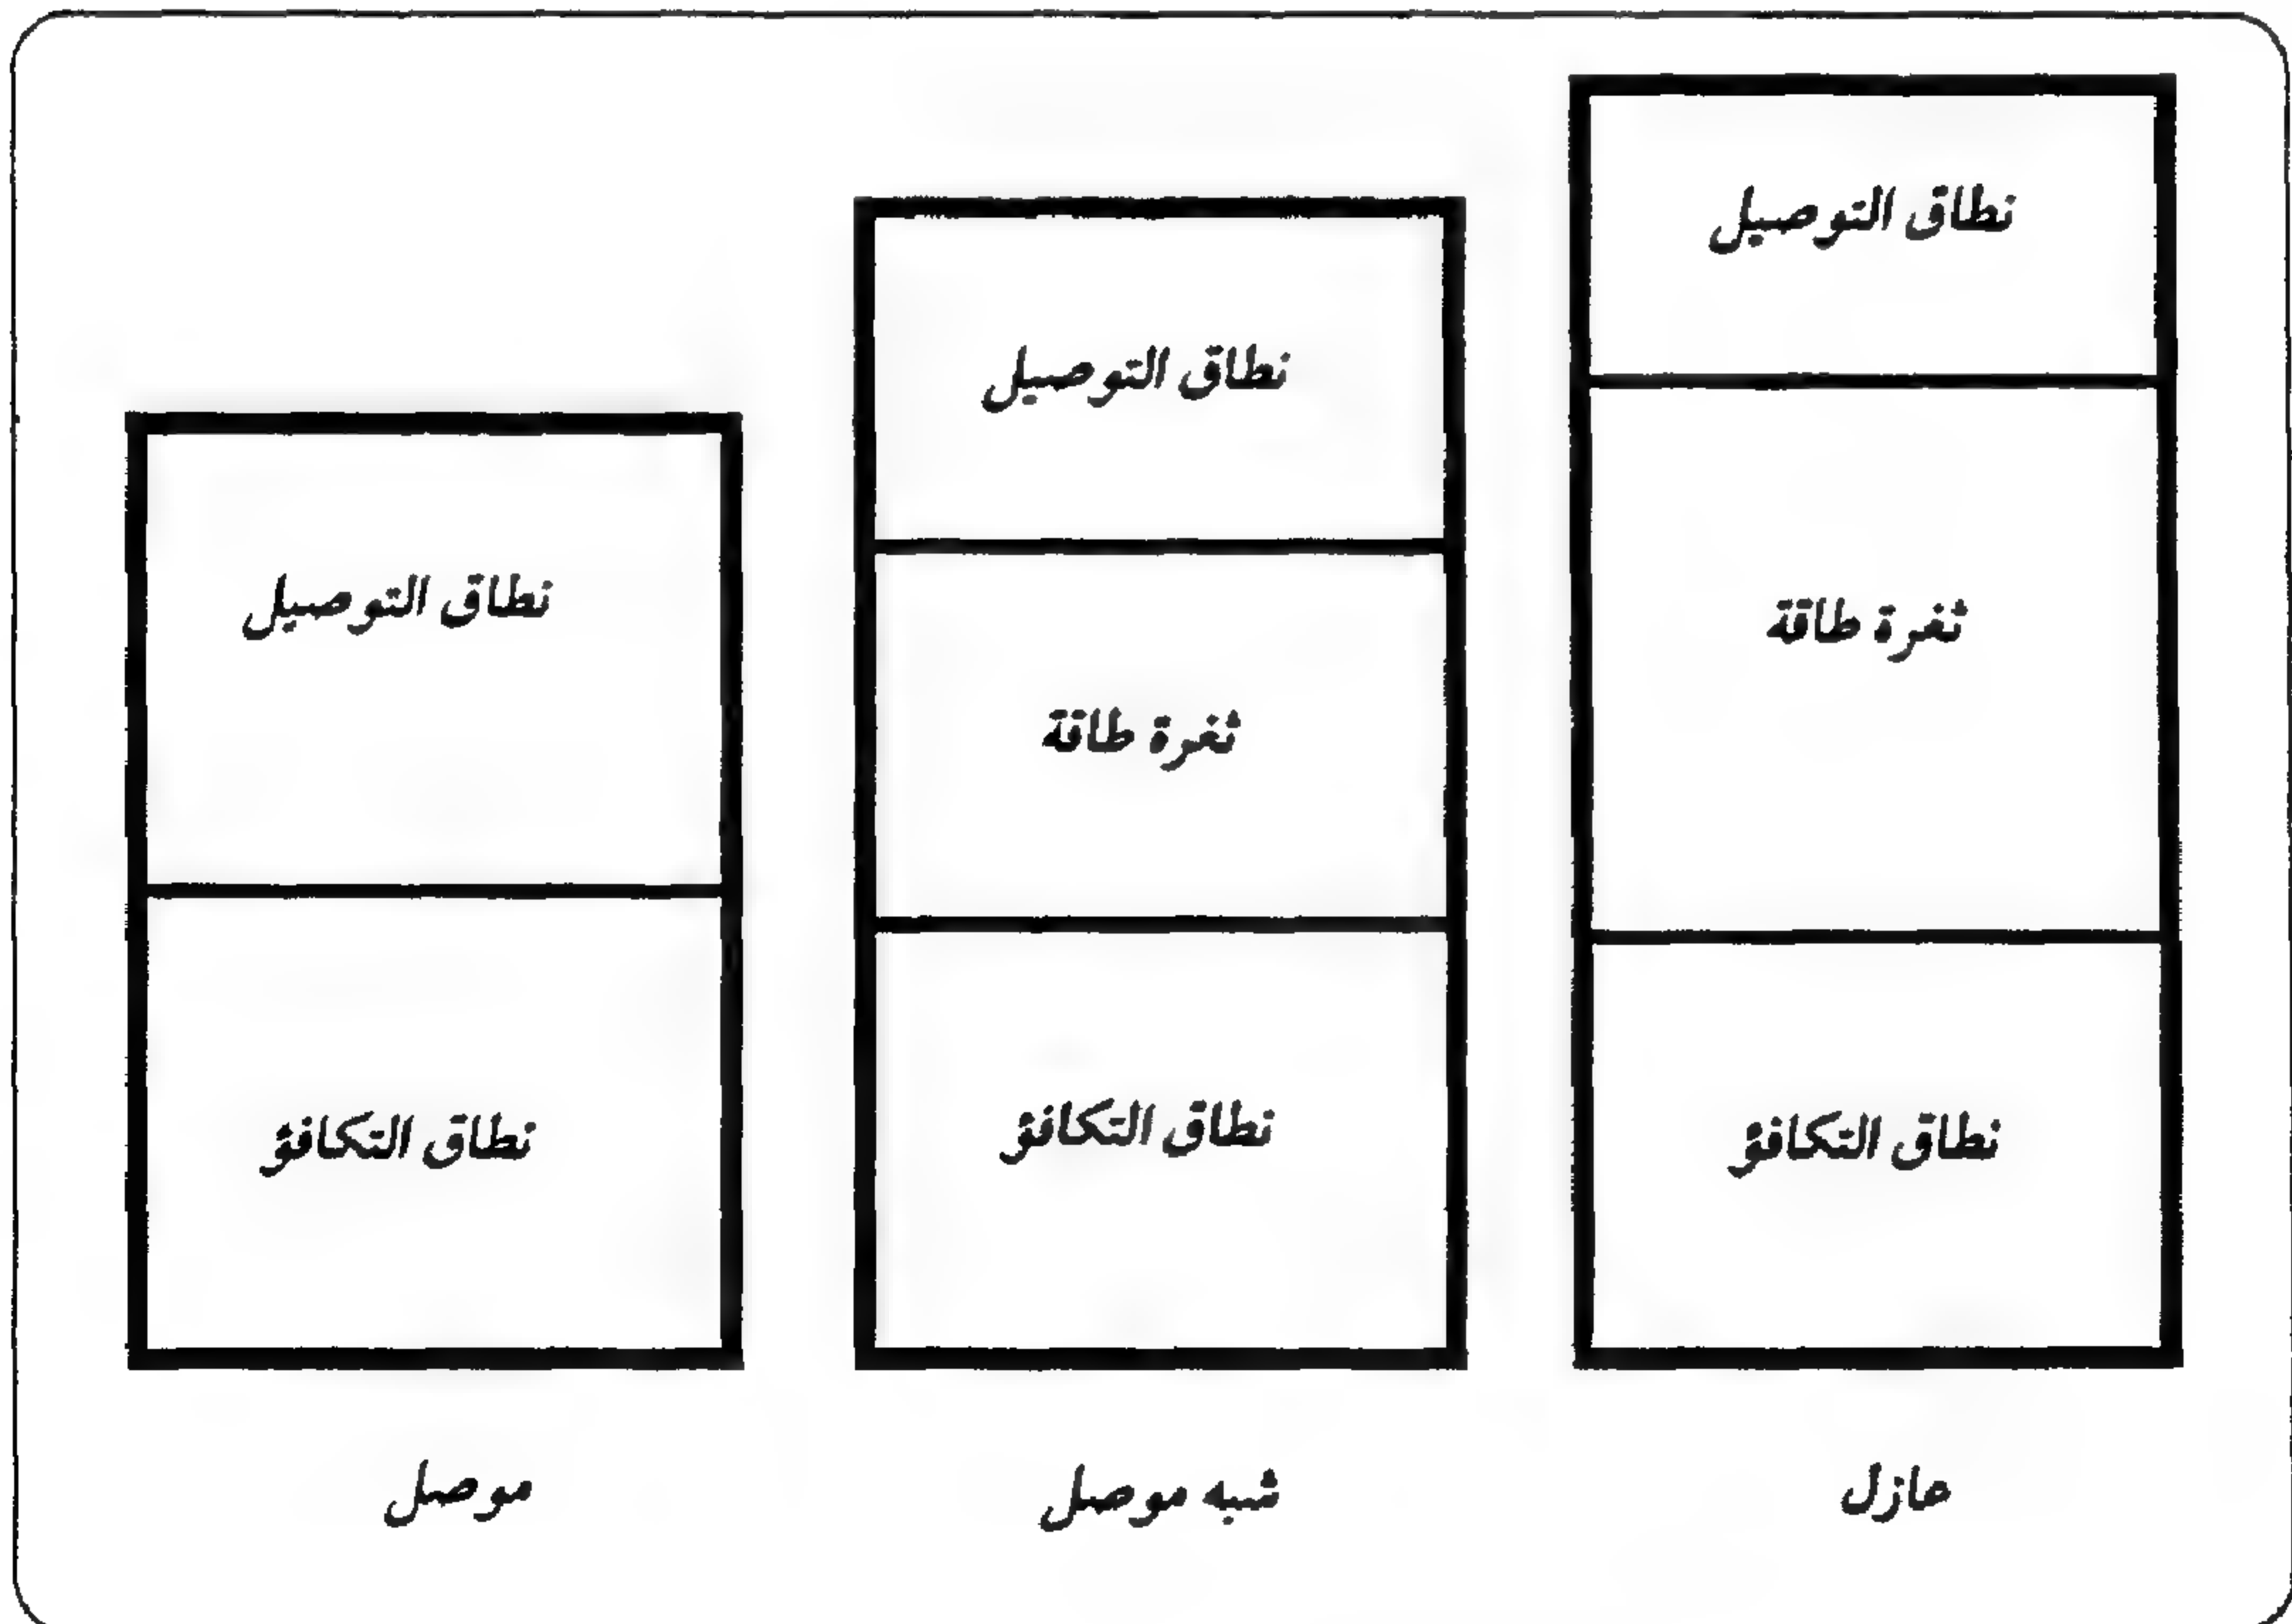 نطاق التوصيل
ثغرة طاقة
نطاق التكافؤ
عازل
نطاق التوصيل
ثغرة طاقة
نطاق التكافؤ
شبه موصل
نطاق التوصيل
نطاق التكافؤ
موصل